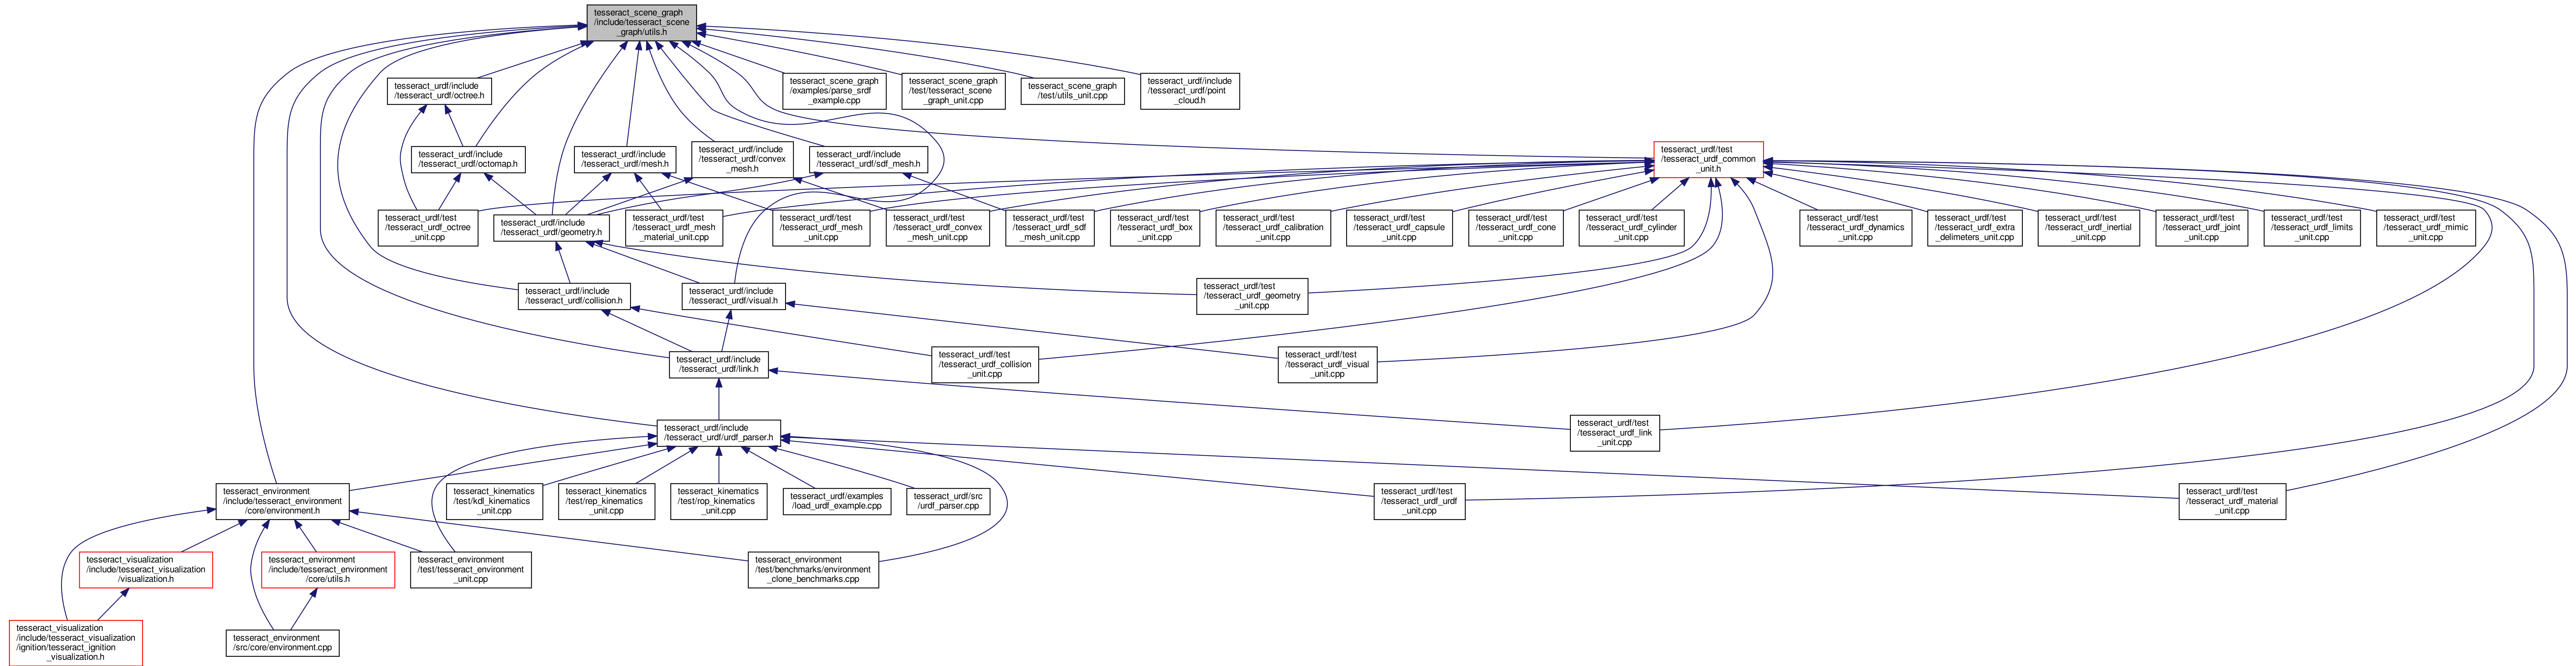 tesseract_scene_graph
/include/tesseract_scene
_graph/utils.h
tesseract_urdf/include
/tesseract_urdf/octree.h
tesseract_scene_graph
/examples/parse_srdf
_example.cpp
tesseract_scene_graph
/test/tesseract_scene
_graph_unit.cpp
tesseract_scene_graph
/test/utils_unit.cpp
tesseract_urdf/include
/tesseract_urdf/point
_cloud.h
tesseract_urdf/include
/tesseract_urdf/octomap.h
tesseract_urdf/include
/tesseract_urdf/mesh.h
tesseract_urdf/include
/tesseract_urdf/convex
_mesh.h
tesseract_urdf/include
/tesseract_urdf/sdf_mesh.h
tesseract_urdf/test
/tesseract_urdf_common
_unit.h
tesseract_urdf/test
/tesseract_urdf_octree
_unit.cpp
tesseract_urdf/include
/tesseract_urdf/geometry.h
tesseract_urdf/test
/tesseract_urdf_mesh
_material_unit.cpp
tesseract_urdf/test
/tesseract_urdf_mesh
_unit.cpp
tesseract_urdf/test
/tesseract_urdf_convex
_mesh_unit.cpp
tesseract_urdf/test
/tesseract_urdf_sdf
_mesh_unit.cpp
tesseract_urdf/test
/tesseract_urdf_box
_unit.cpp
tesseract_urdf/test
/tesseract_urdf_calibration
_unit.cpp
tesseract_urdf/test
/tesseract_urdf_capsule
_unit.cpp
tesseract_urdf/test
/tesseract_urdf_cone
_unit.cpp
tesseract_urdf/test
/tesseract_urdf_cylinder
_unit.cpp
tesseract_urdf/test
/tesseract_urdf_dynamics
_unit.cpp
tesseract_urdf/test
/tesseract_urdf_extra
_delimeters_unit.cpp
tesseract_urdf/test
/tesseract_urdf_inertial
_unit.cpp
tesseract_urdf/test
/tesseract_urdf_joint
_unit.cpp
tesseract_urdf/test
/tesseract_urdf_limits
_unit.cpp
tesseract_urdf/test
/tesseract_urdf_mimic
_unit.cpp
tesseract_urdf/include
/tesseract_urdf/collision.h
tesseract_urdf/include
/tesseract_urdf/visual.h
tesseract_urdf/test
/tesseract_urdf_geometry
_unit.cpp
tesseract_urdf/include
/tesseract_urdf/link.h
tesseract_urdf/test
/tesseract_urdf_collision
_unit.cpp
tesseract_urdf/test
/tesseract_urdf_visual
_unit.cpp
tesseract_urdf/include
/tesseract_urdf/urdf_parser.h
tesseract_urdf/test
/tesseract_urdf_link
_unit.cpp
tesseract_environment
/include/tesseract_environment
/core/environment.h
tesseract_kinematics
/test/kdl_kinematics
_unit.cpp
tesseract_kinematics
/test/rep_kinematics
_unit.cpp
tesseract_kinematics
/test/rop_kinematics
_unit.cpp
tesseract_urdf/examples
/load_urdf_example.cpp
tesseract_urdf/src
/urdf_parser.cpp
tesseract_urdf/test
/tesseract_urdf_urdf
_unit.cpp
tesseract_urdf/test
/tesseract_urdf_material
_unit.cpp
tesseract_visualization
/include/tesseract_visualization
/visualization.h
tesseract_environment
/include/tesseract_environment
/core/utils.h
tesseract_environment
/test/tesseract_environment
_unit.cpp
tesseract_environment
/test/benchmarks/environment
_clone_benchmarks.cpp
tesseract_visualization
/include/tesseract_visualization
/ignition/tesseract_ignition
_visualization.h
tesseract_environment
/src/core/environment.cpp